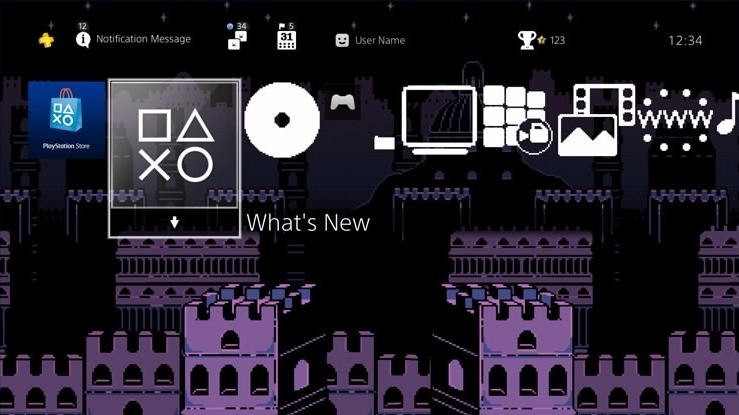 12
Notification Message
34
5
31
User Name
123
12:34
PlayStation Store
WWW
What's New